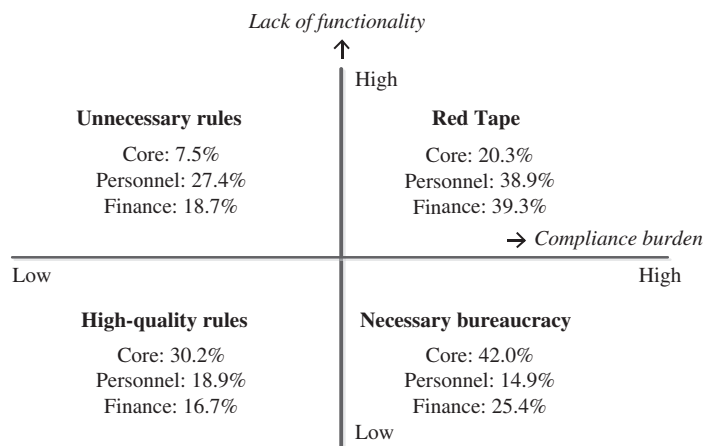 Lack of functionality
↑
High
Unnecessary rules
Core: 7.5%
Personnel: 27.4%
Finance: 18.7%
Red Tape
Core: 20.3%
Personnel: 38.9%
Finance: 39.3%
→ Compliance burden
Low
High
High-quality rules
Core: 30.2%
Personnel: 18.9%
Finance: 16.7%
Necessary bureaucracy
Core: 42.0%
Personnel: 14.9%
Finance: 25.4%
Low